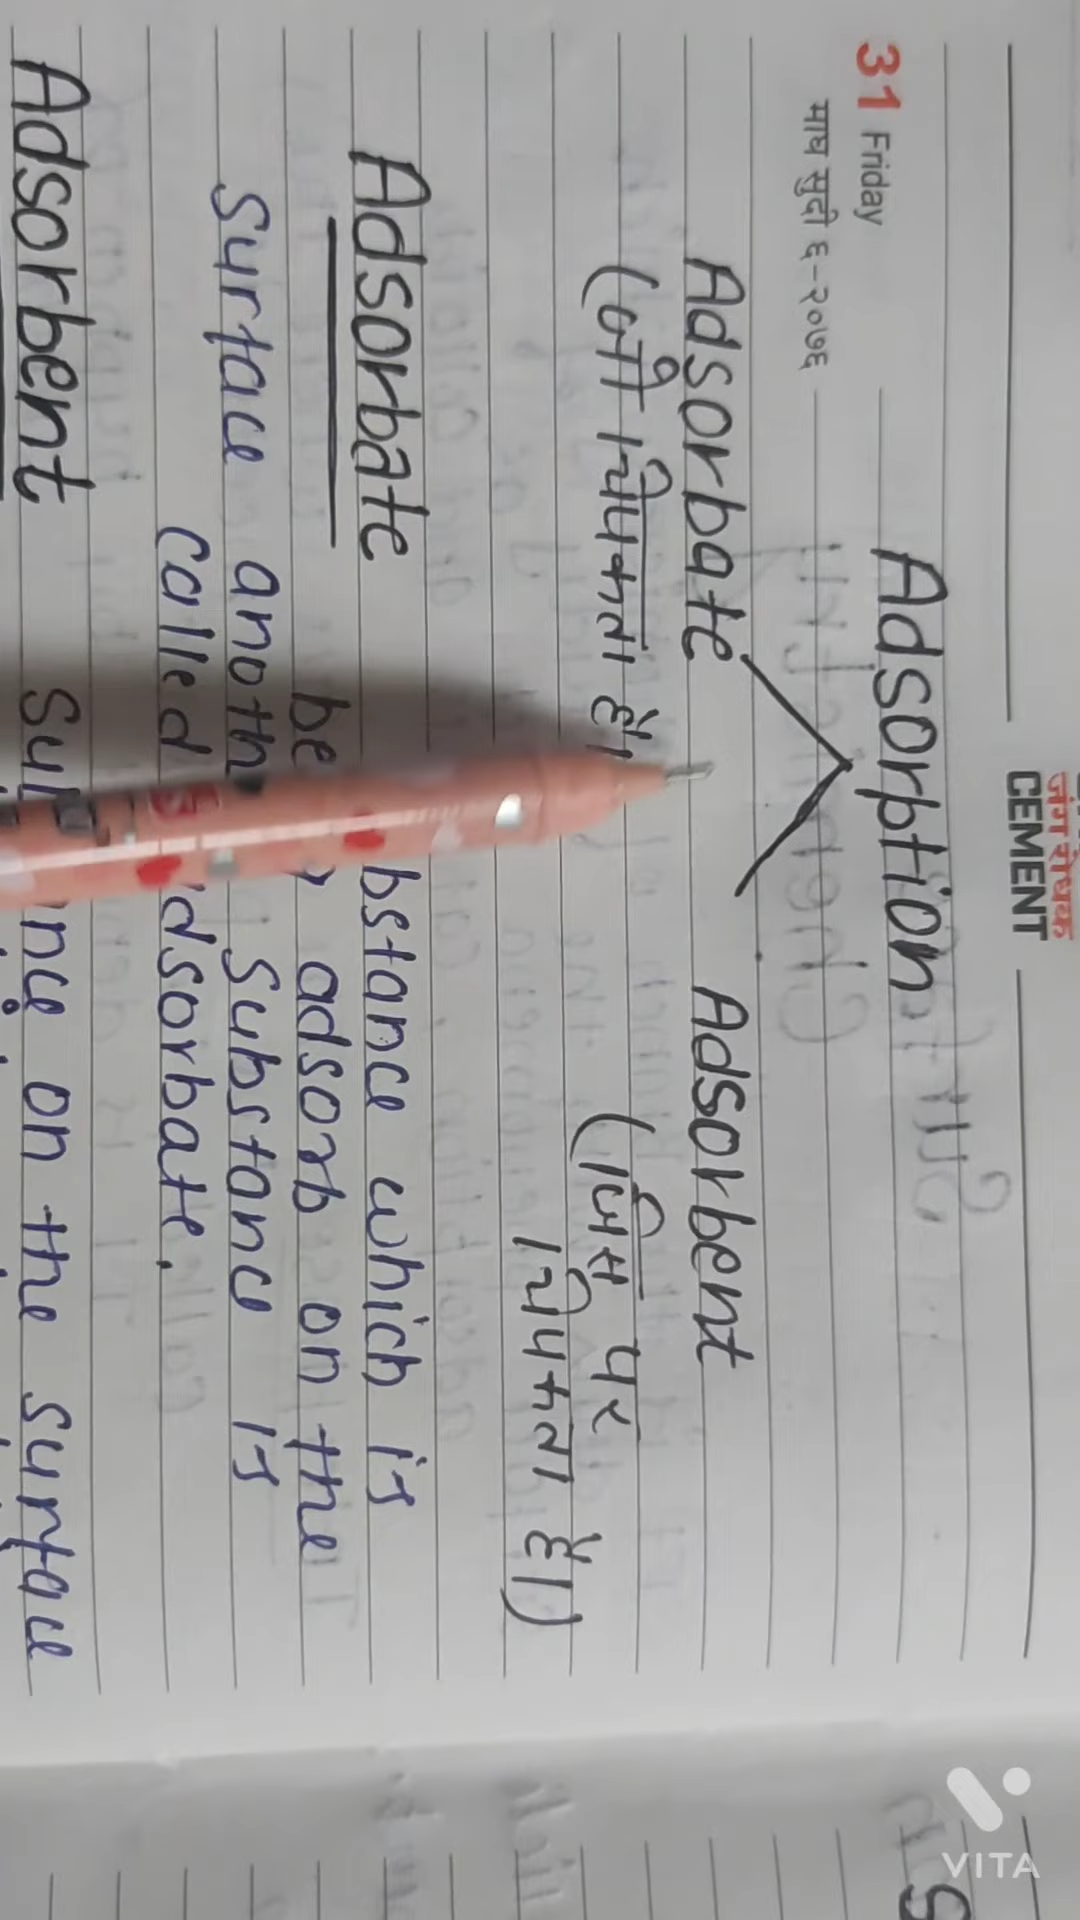 जंग रोधक
CEMENT
31 Friday
माघ सुदी ६-२०७६
Adsorption
Adsorbate Adsorbent
(जो चिपकता है। (जिस पर
चिपकता है।)
Adsorbate bstance which is
be adsorb on the
Surface anoth Substance is
called dsorbate.
Adsorbent Su nce on the surface
VITA